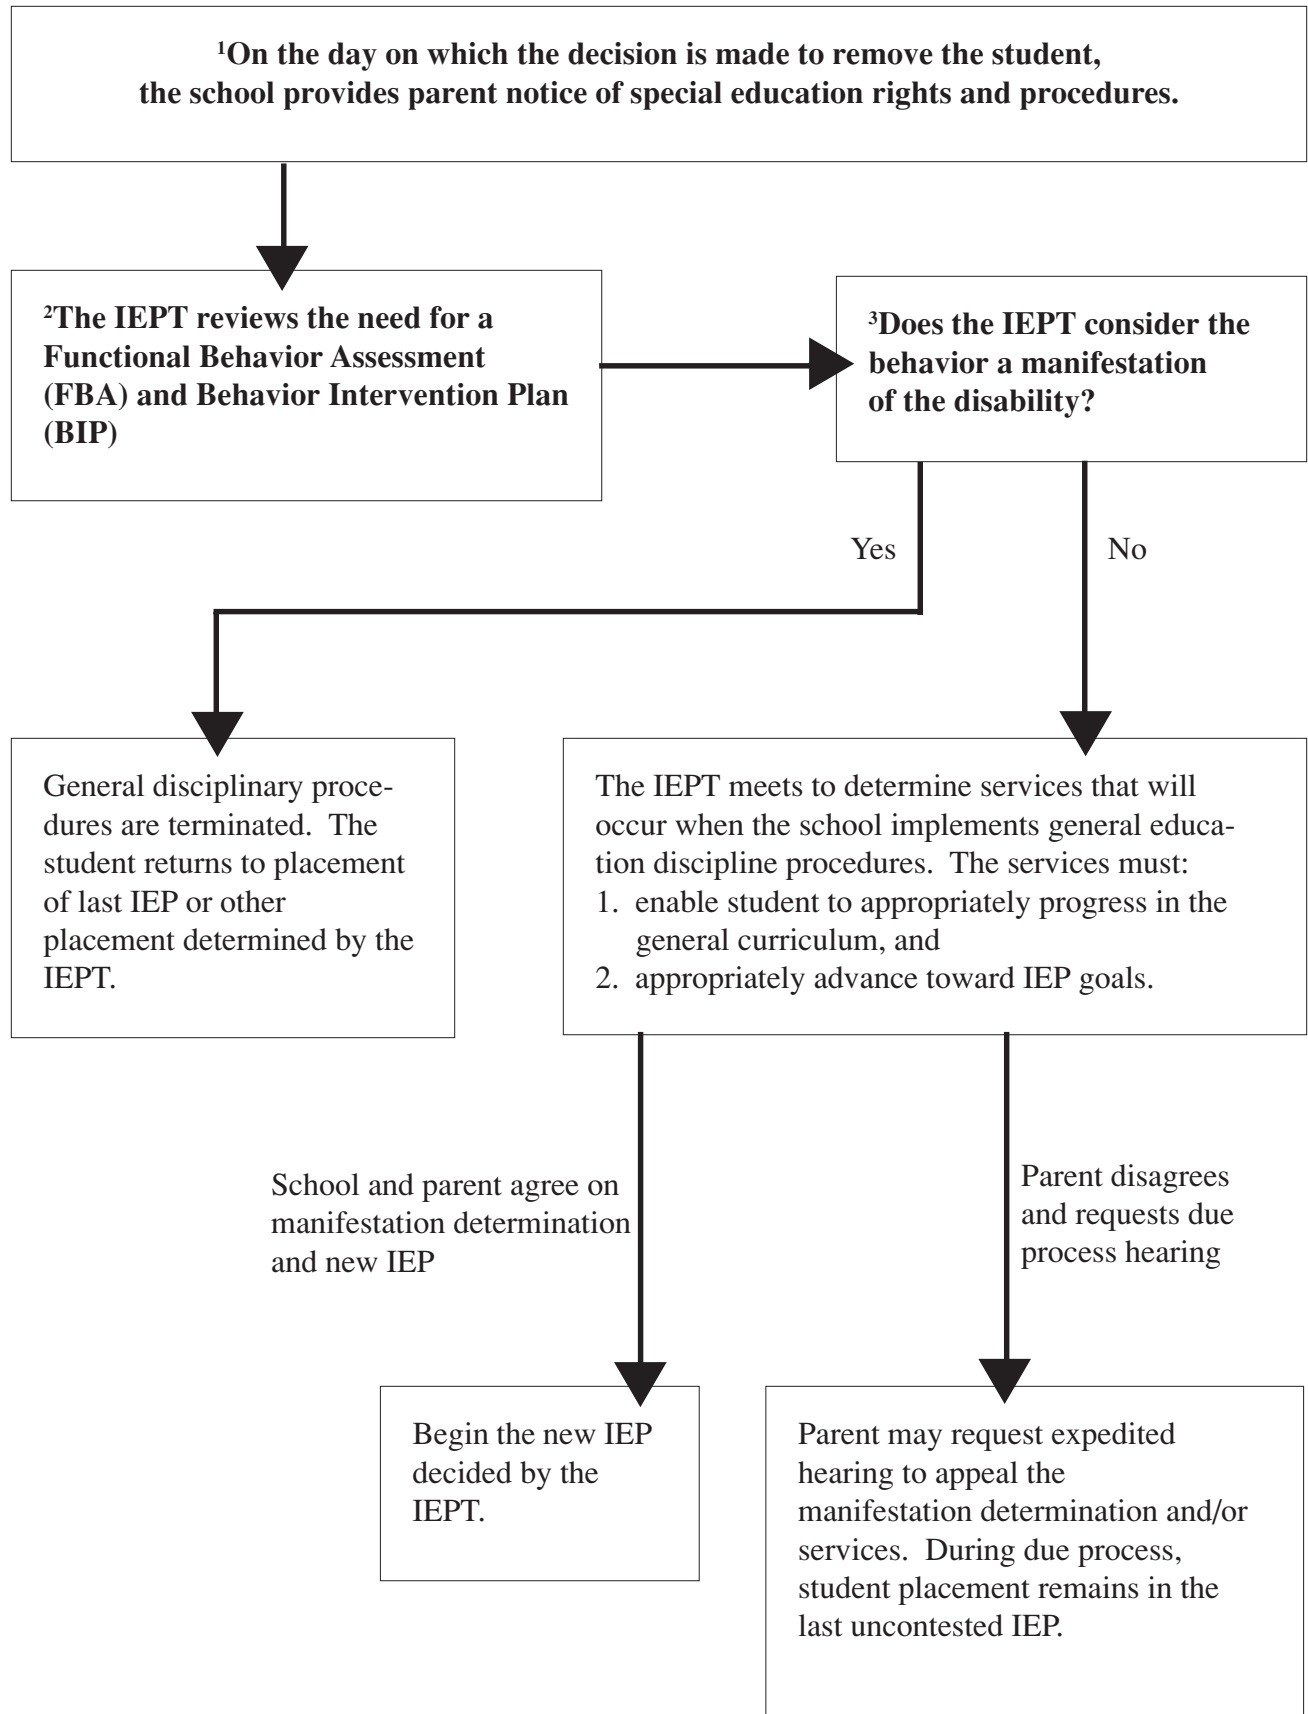 ¹On the day on which the decision is made to remove the student,
the school provides parent notice of special education rights and procedures.
²The IEPT reviews the need for a
Functional Behavior Assessment
(FBA) and Behavior Intervention Plan
(BIP)
³Does the IEPT consider the
behavior a manifestation
of the disability?
Yes
No
General disciplinary proce-
dures are terminated.  The
student returns to placement
of last IEP or other
placement determined by the
IEPT.
The IEPT meets to determine services that will
occur when the school implements general educa-
tion discipline procedures.  The services must:
1.  enable student to appropriately progress in the
general curriculum, and
2.  appropriately advance toward IEP goals.
School and parent agree on
manifestation determination
and new IEP
Parent disagrees
and requests due
process hearing
Begin the new IEP
decided by the
IEPT.
Parent may request expedited
hearing to appeal the
manifestation determination and/or
services.  During due process,
student placement remains in the
last uncontested IEP.